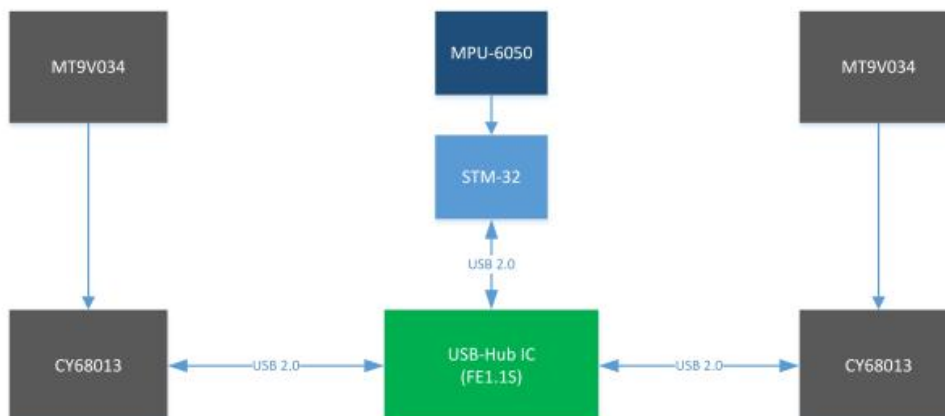 MT9V034
MPU-6050
MT9V034
STM-32
USB 2.0
CY68013
USB 2.0
USB-Hub IC
(FE1.1S)
USB 2.0
CY68013